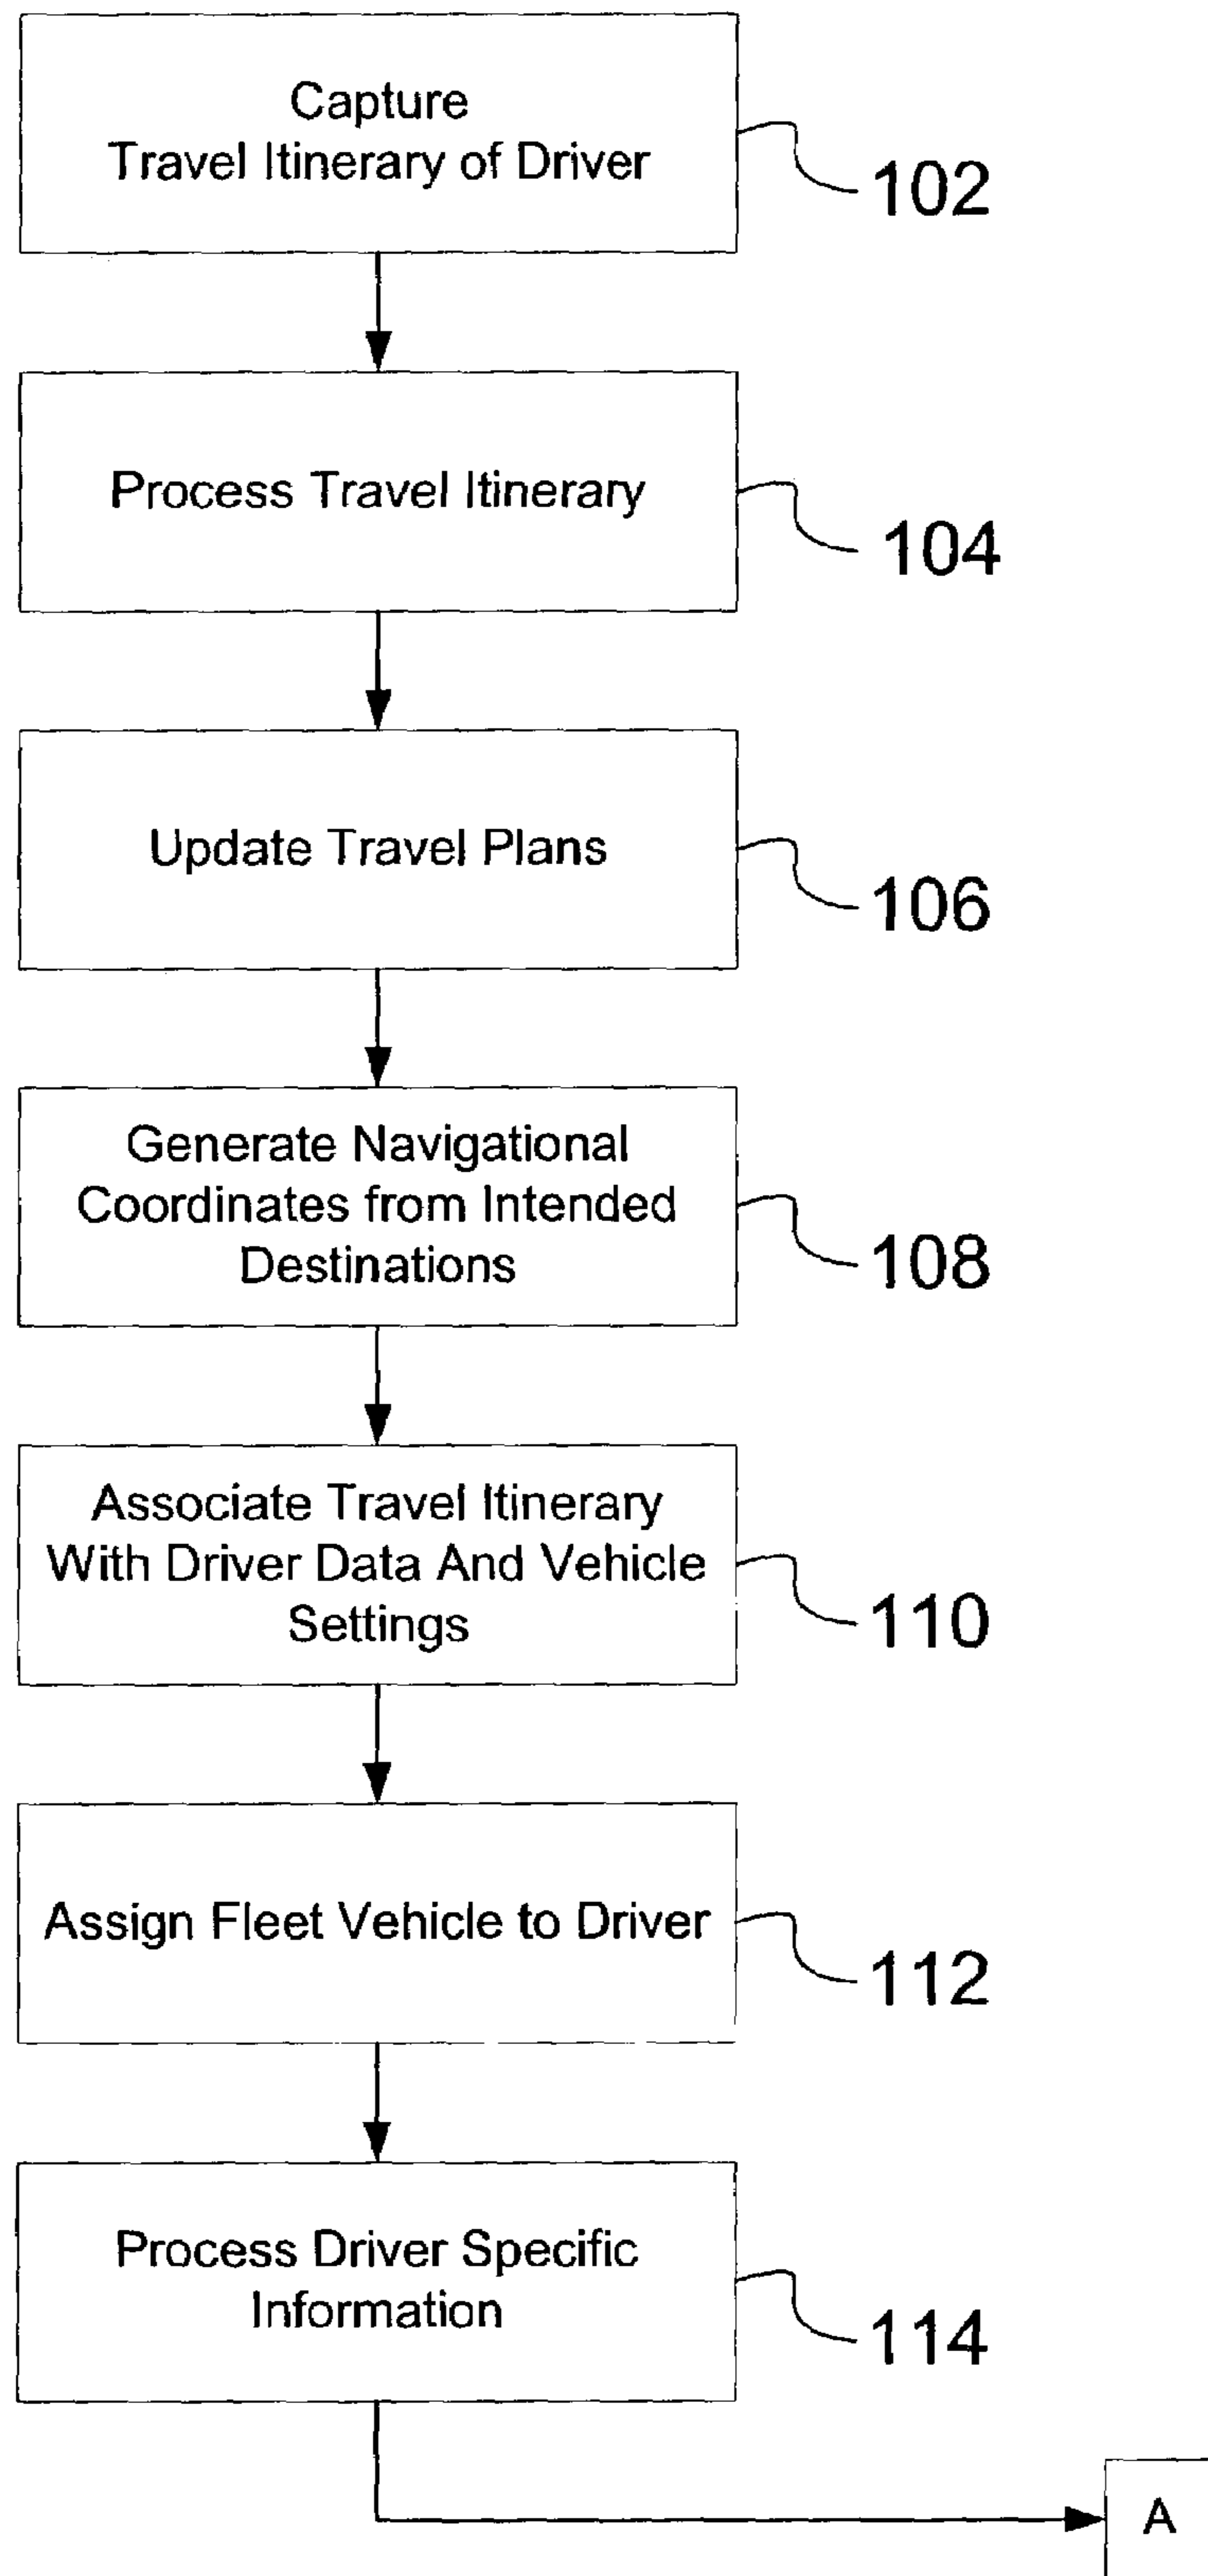 Capture
Travel Itinerary of Driver
102
Process Travel Itinerary
104
Update Travel Plans
106
Generate Navigational
Coordinates from Intended
Destinations
108
Associate Travel Itinerary
With Driver Data And Vehicle
Settings
110
Assign Fleet Vehicle to Driver
112
Process Driver Specific
Information
114
A